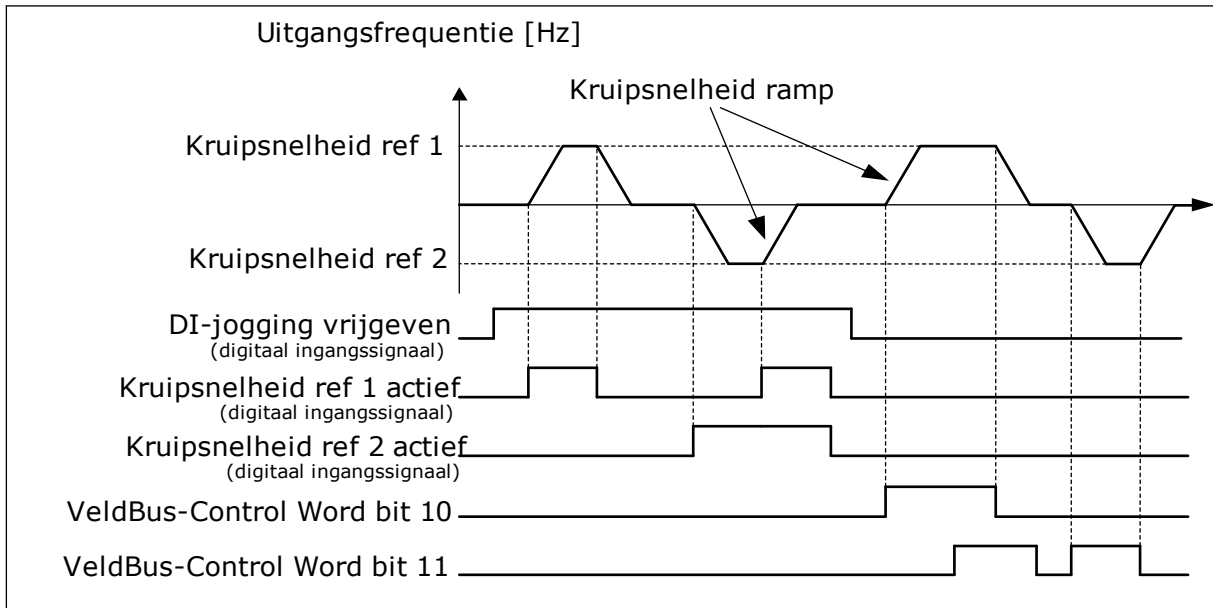 Uitgangsfrequentie [Hz]
Kruipsnelheid ramp
Kruipsnelheid ref 1
Kruipsnelheid ref 2
DI-jogging vrijgeven
(digitaal ingangssignaal)
Kruipsnelheid ref 1 actief
(digitaal ingangssignaal)
Kruipsnelheid ref 2 actief
(digitaal ingangssignaal)
VeldBus-Control Word bit 10
VeldBus-Control Word bit 11